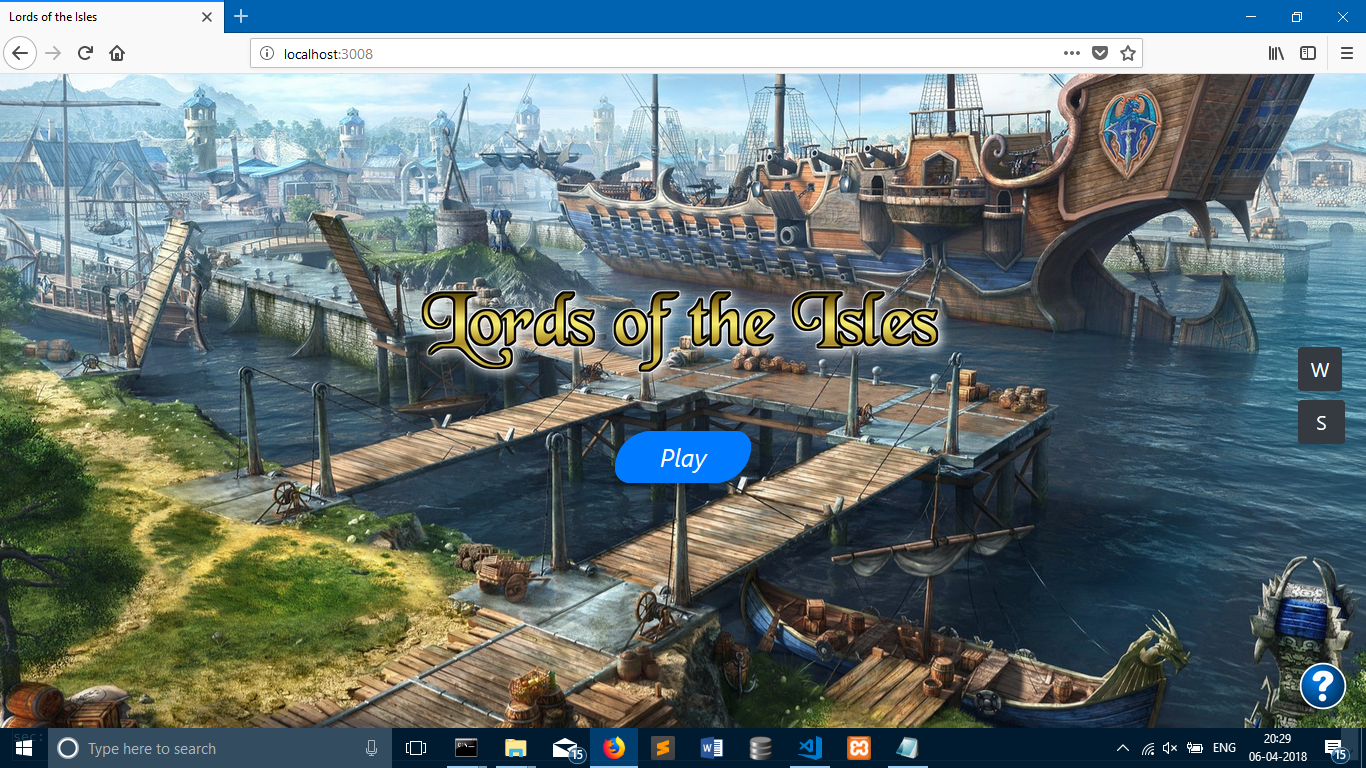 Lords of the Isles
localhost:3008
Lords of the Isles
W
S
Play
?
sec:
Type here to search
15
W
ENG
20:29
06-04-2018
15